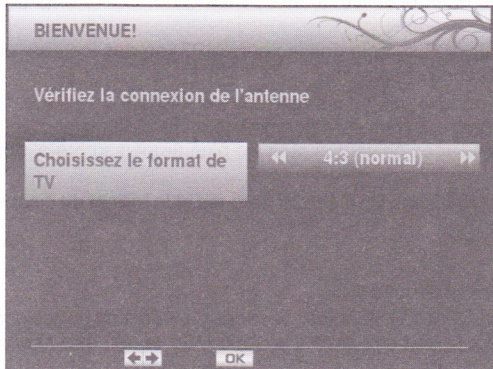 BIENVENUE!
Vérifiez la connexion de l'antenne
Choisissez le format de
TV
4:3 (normal)
OK